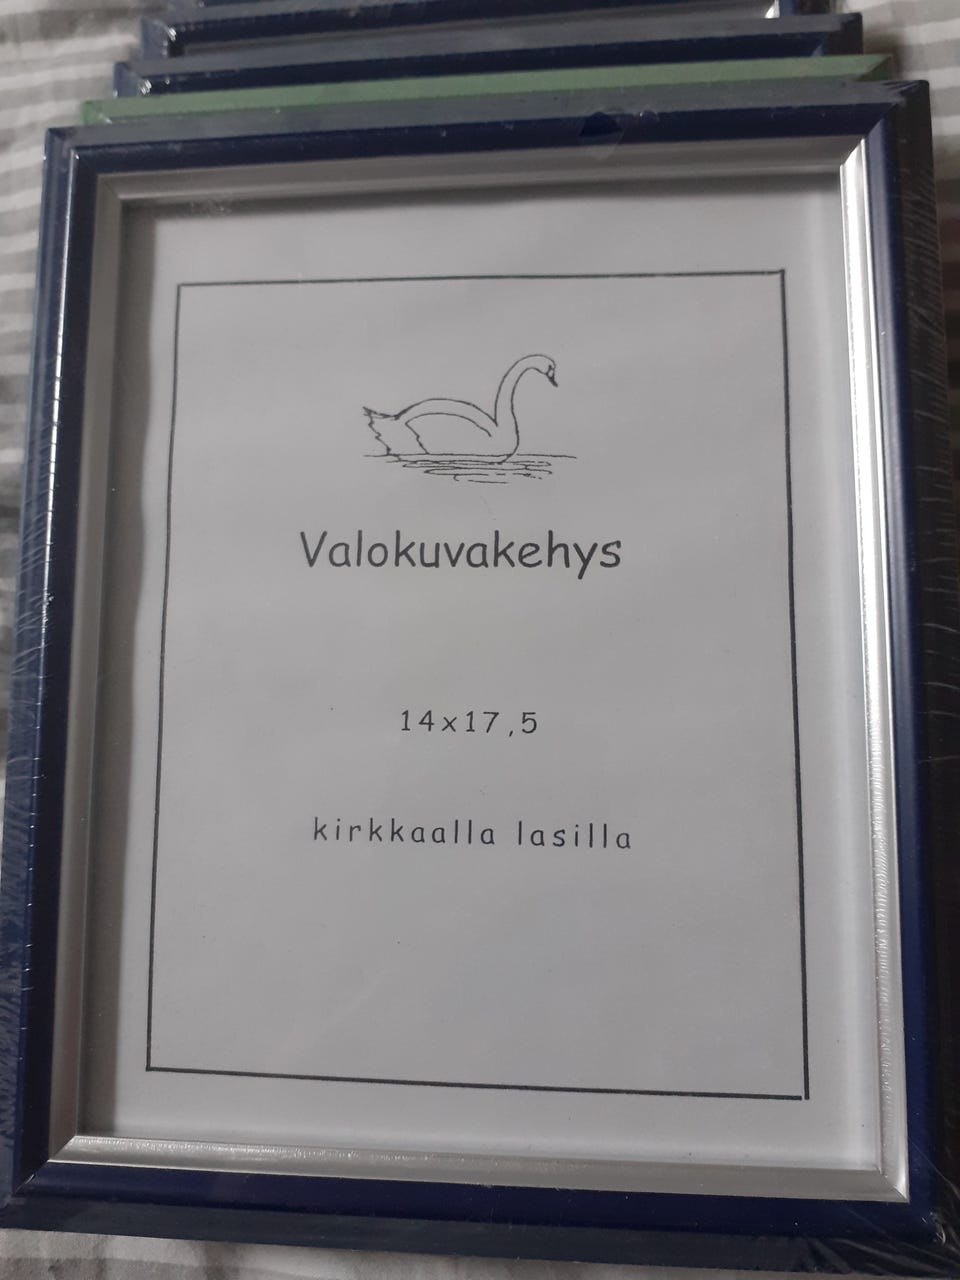 Valokuvakehys
14x17,5
kirkkaalla lasilla